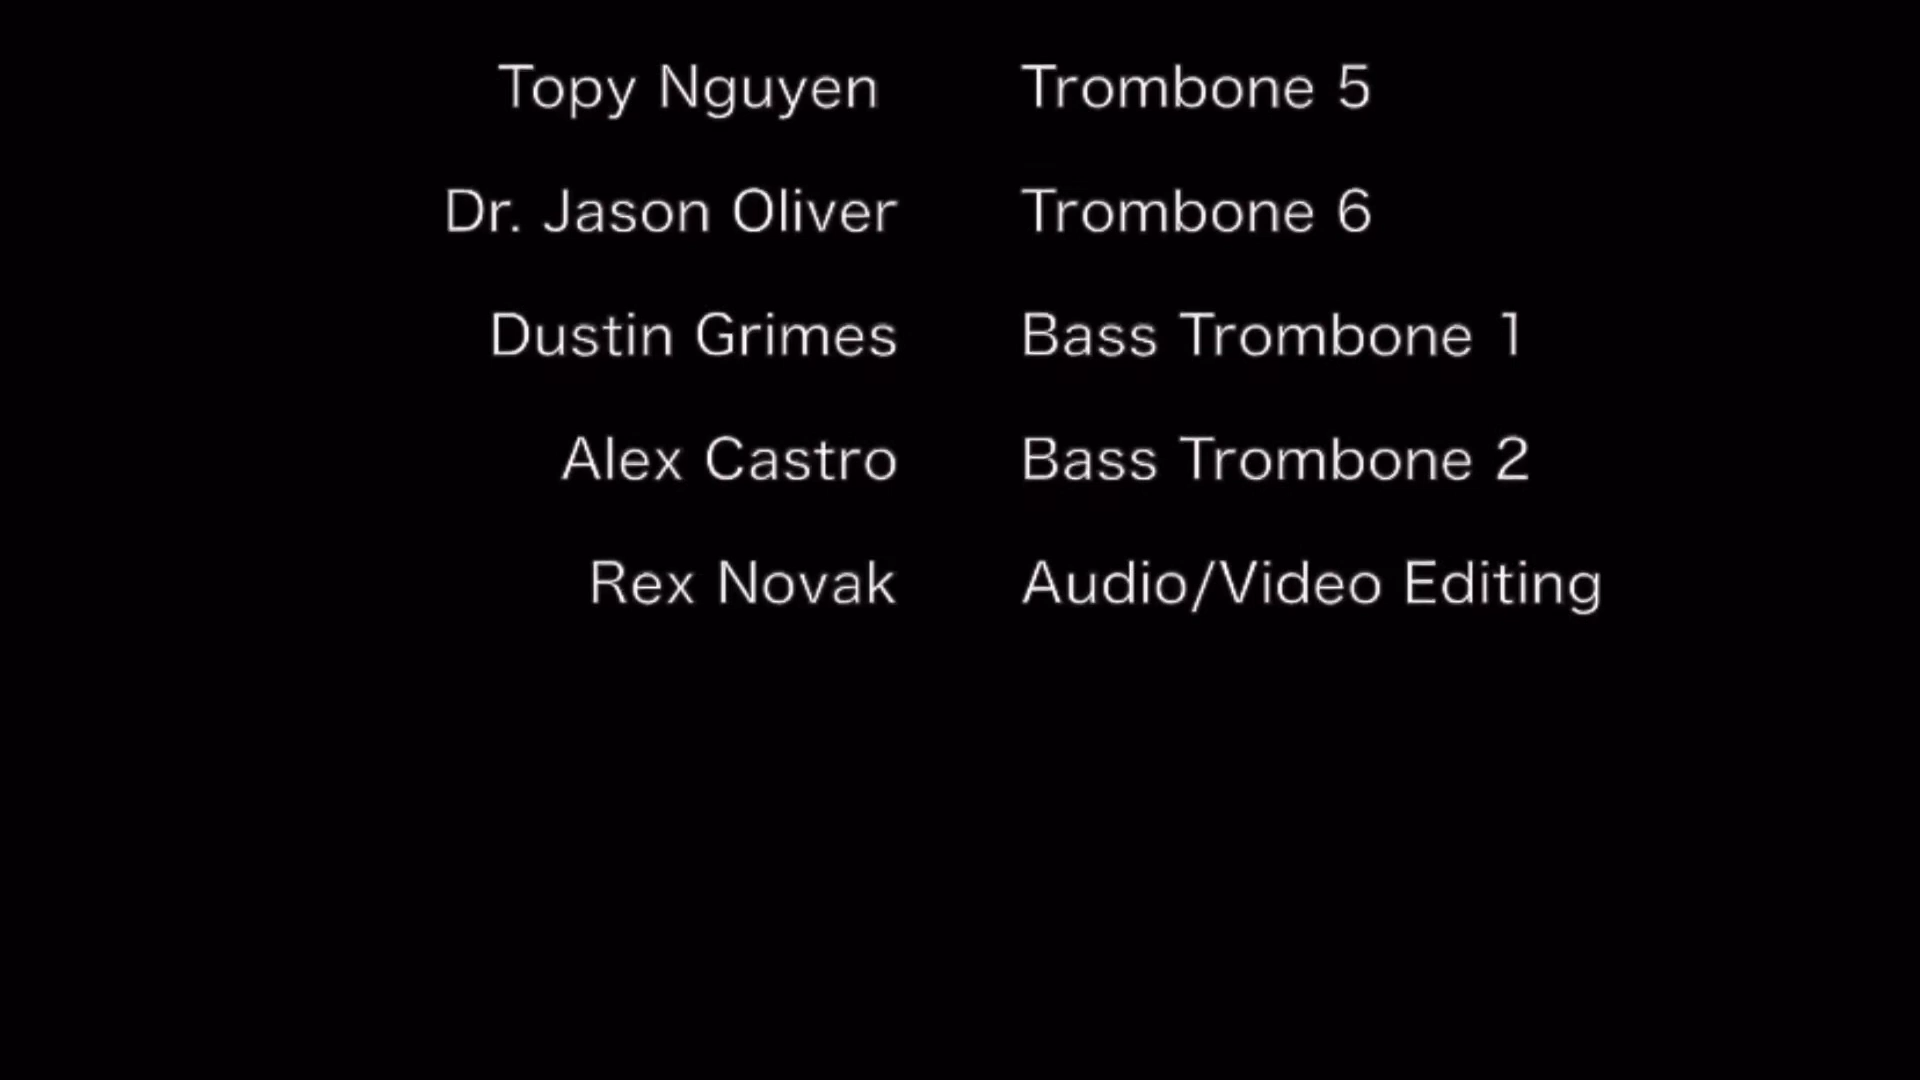 Topy Nguyen Trombone 5
Dr. Jason Oliver Trombone 6
Dustin Grimes Bass Trombone 1
Alex Castro Bass Trombone 2
Rex Novak Audio/Video Editing